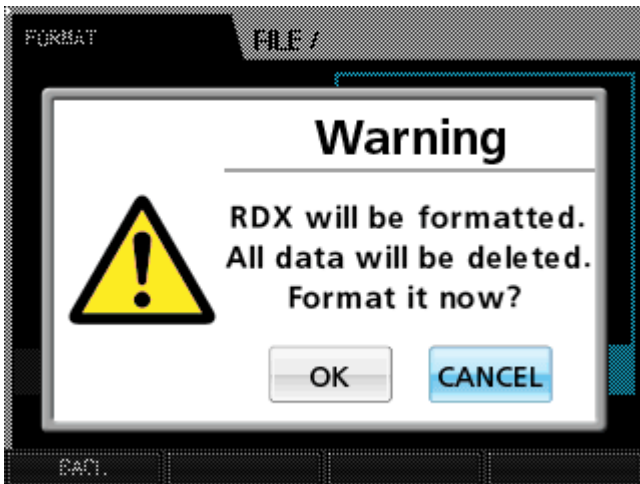 FORMAT
FILE /
Warning
RDX will be formatted.
All data will be deleted.
Format it now?
OK
CANCEL